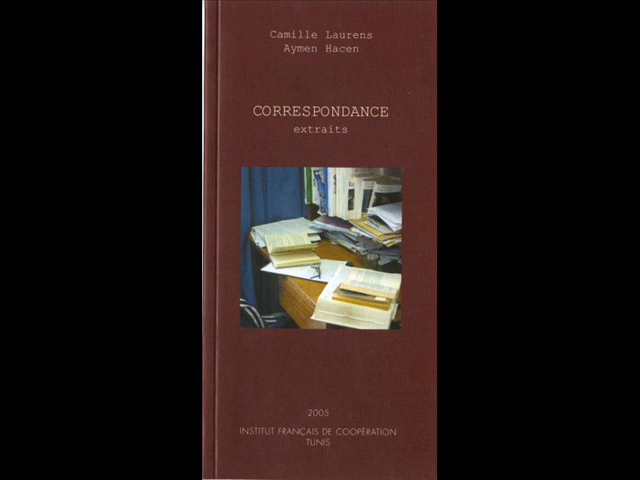 Camille Laurens
Aymen Hacen
CORRESPONDANCE
extraits
2005
INSTITUT FRANÇAIS DE COOPÉRATION
TUNIS